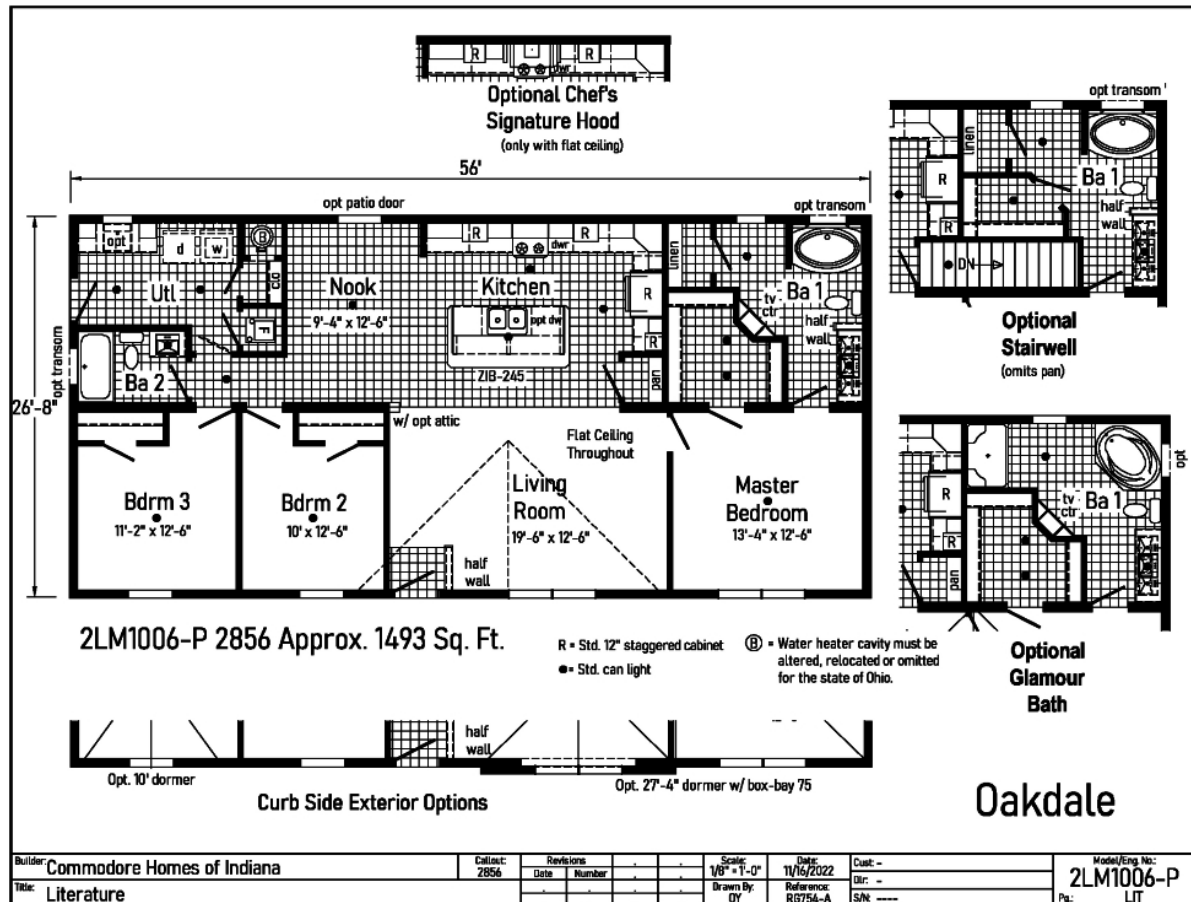 R
R
dwr
Optional Chef's
Signature Hood
(only with flat ceiling)
56'
opt patio door
opt transom
opt
d
w
B
clo
Utl
F
Nook
9'-4" x 12'-6"
R
R
dwr
Kitchen
opt dw
ZIB-245
R
R
pan
linen
tv
ctr
Ba 1
half
wall
opt transom
Ba 2
26'-8"
w/ opt attic
Flat Ceiling
Throughout
Bdrm 3
11'-2" x 12'-6"
Bdrm 2
10' x 12'-6"
Living
Room
19'-6" x 12'-6"
Master
Bedroom
13'-4" x 12'-6"
half
wall
opt transom
linen
R
R
Ba 1
half
wall
DN
Optional
Stairwell
(omits pan)
R
R
pan
tv
ctr
Ba 1
opt
Optional
Glamour
Bath
2LM1006-P 2856 Approx. 1493 Sq. Ft.
R = Std. 12" staggered cabinet
●= Std. can light
Ⓑ = Water heater cavity must be
altered, relocated or omitted
for the state of Ohio.
half
wall
Opt. 10' dormer
Opt. 27'-4" dormer w/ box-bay 75
Curb Side Exterior Options
Oakdale
Builder: Commodore Homes of Indiana
Title: Literature
Callout:
2856
Revisions
Date Number
Scale:
1/8" = 1'-0"
Drawn By:
DY
Date:
11/16/2022
Reference:
RG754-A
Cust: -
Dlr: -
S/N: ----
Model/Eng. No.:
2LM1006-P
Pg.: LIT